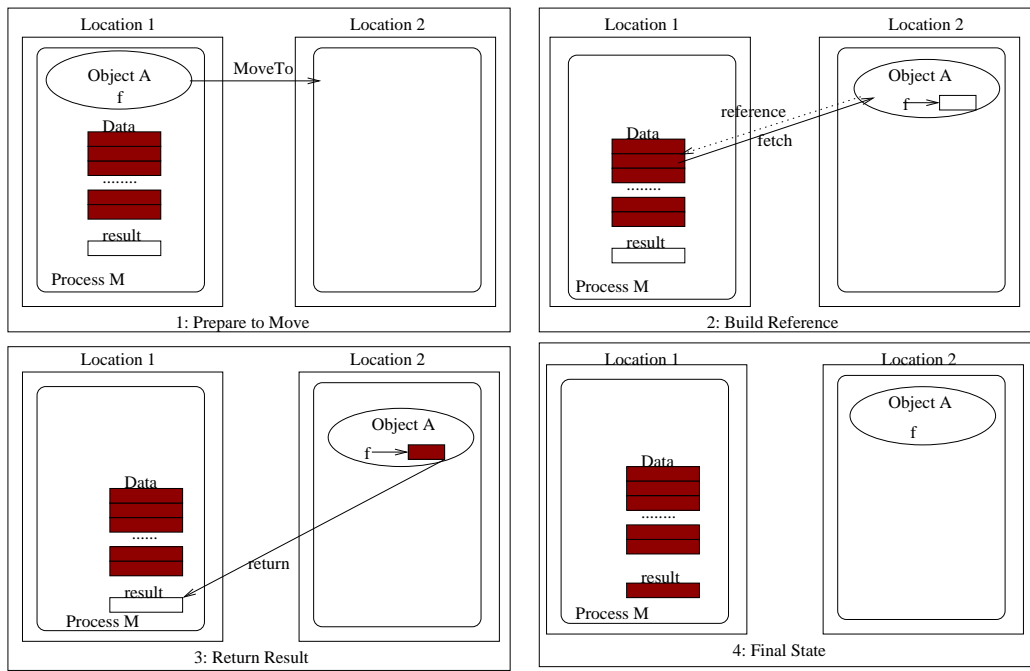 Location 1
Location 2
Object A
f
MoveTo
Data
........
result
Process M
1: Prepare to Move
Location 1
Location 2
Object A
f
reference
fetch
Data
........
result
Process M
2: Build Reference
Location 1
Location 2
Object A
f
Data
......
return
result
Process M
3: Return Result
Location 1
Location 2
Object A
f
Data
........
result
Process M
4: Final State